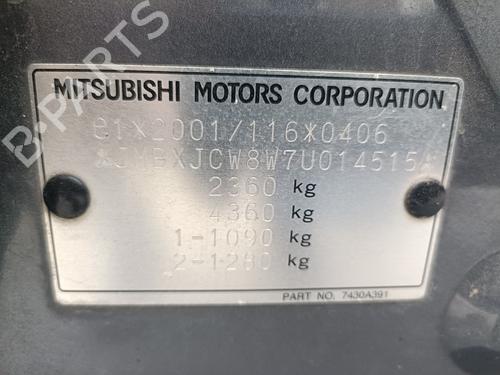 B-PARTS
MITSUBISHI MOTORS CORPORATION
e1*2001/116*0406
*JMBXJCW8W7U014515*
2360 kg
4360 kg
1-1090 kg
2-1280 kg
PART NO. 7430A391